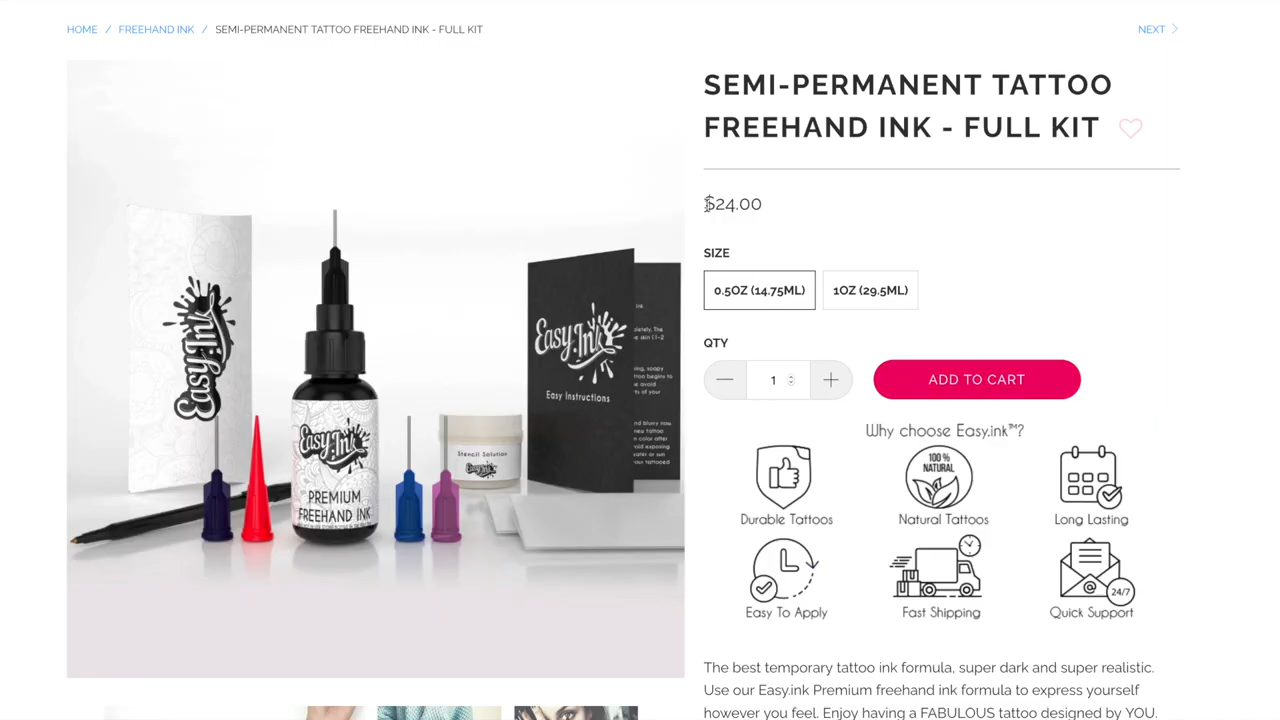 HOME / FREEHAND INK / SEMI-PERMANENT TATTOO FREEHAND INK - FULL KIT
NEXT
SEMI-PERMANENT TATTOO
FREEHAND INK - FULL KIT
$24.00
SIZE
0.5OZ (14.75ML)
1OZ (29.5ML)
QTY
1
ADD TO CART
Why choose Easy.ink™?
100 %
NATURAL
Durable Tattoos
Natural Tattoos
Long Lasting
24/7
Easy To Apply
Fast Shipping
Quick Support
The best temporary tattoo ink formula, super dark and super realistic.
Use our Easy.ink Premium freehand ink formula to express yourself
however you feel. Enjoy having a FABULOUS tattoo designed by YOU.
Easy.Ink
Easy.Ink
PREMIUM
FREEHAND INK
Stencil Solution
Easy.Ink
Easy.Ink
Easy Instructions